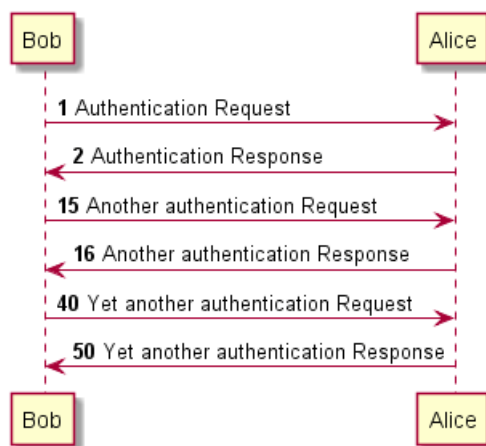 Bob Alice
1 Authentication Request
2 Authentication Response
15 Another authentication Request
16 Another authentication Response
40 Yet another authentication Request
50 Yet another authentication Response
Bob Alice